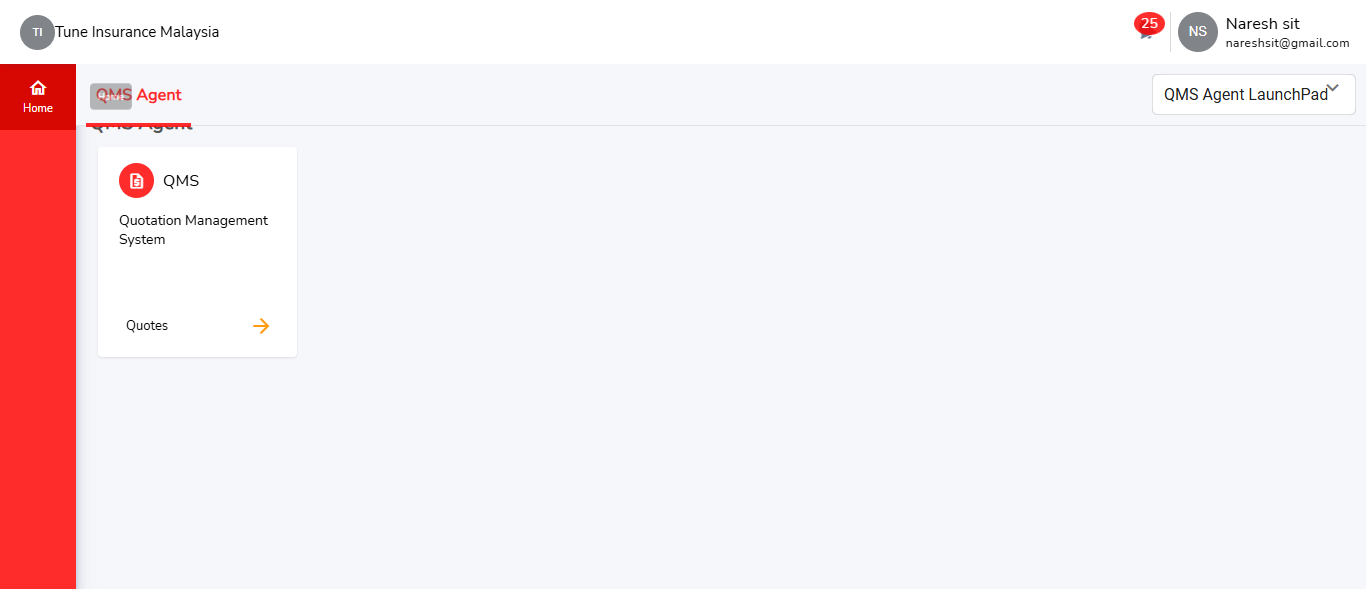 TI Tune Insurance Malaysia
25
NS
Naresh sit
nareshsit@gmail.com
Home
QMS Agent
QMS Agent LaunchPad
QMS Agent
QMS
Quotation Management
System
Quotes